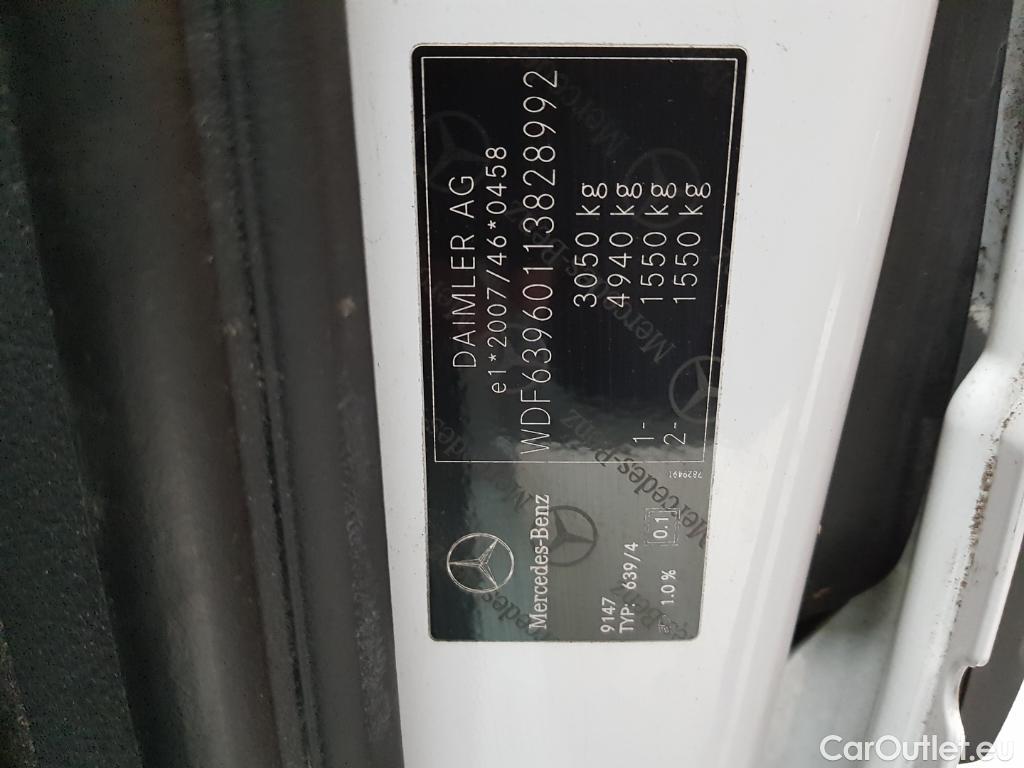 DAIMLER AG
e1*2007/46*0458
WDF63960113828992
3050 kg
4940 kg
1- 1550 kg
2- 1550 kg
7829491
Mercedes-Benz
9147
TYP: 639/4
1.0% 0.1
CarOutlet.eu